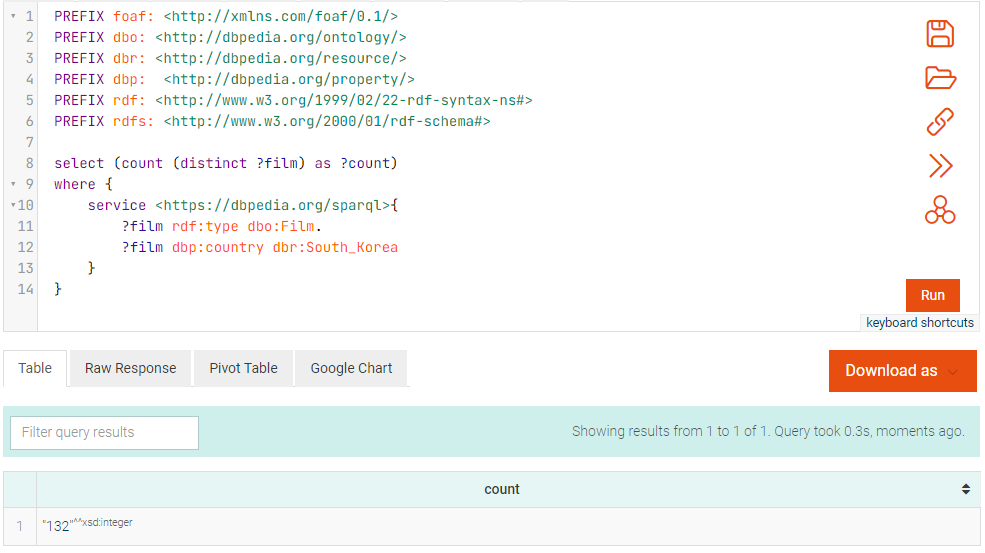 1 PREFIX foaf: <http://xmlns.com/foaf/0.1/>
2 PREFIX dbo: <http://dbpedia.org/ontology/>
3 PREFIX dbr: <http://dbpedia.org/resource/>
4 PREFIX dbp:  <http://dbpedia.org/property/>
5 PREFIX rdf: <http://www.w3.org/1999/02/22-rdf-syntax-ns#>
6 PREFIX rdfs: <http://www.w3.org/2000/01/rdf-schema#>
7
8 select (count (distinct ?film) as ?count)
9 where {
10     service <https://dbpedia.org/sparql>{
11         ?film rdf:type dbo:Film.
12         ?film dbp:country dbr:South_Korea
13     }
14 }
Run
keyboard shortcuts
Table Raw Response Pivot Table Google Chart Download as
Filter query results Showing results from 1 to 1 of 1. Query took 0.3s, moments ago.
count
1 "132"^^xsd:integer